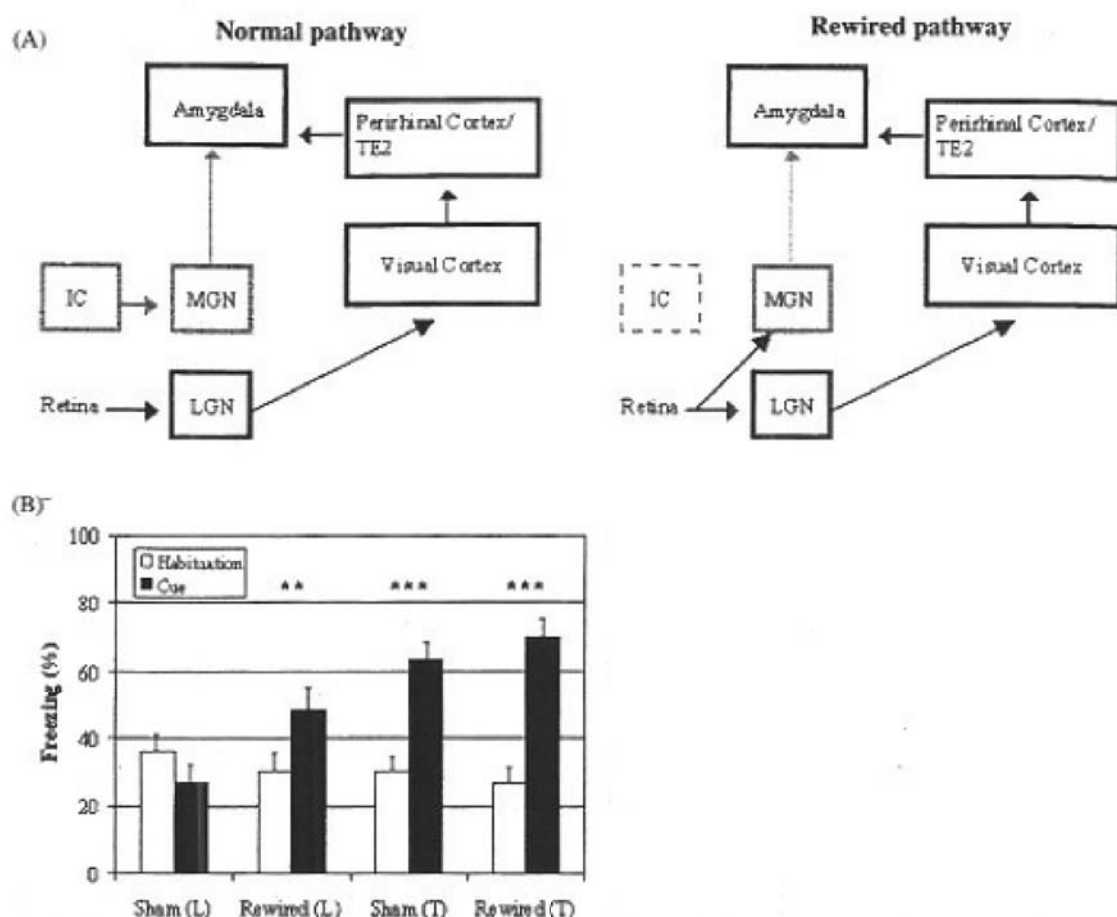 (A)
Normal pathway
Amygdala
Perirhinal Cortex/
TE2
Visual Cortex
IC
MGN
Retina
LGN
Rewired pathway
Amygdala
Perirhinal Cortex/
TE2
Visual Cortex
IC
MGN
Retina
LGN
(B)
100
80
60
40
20
0
Freezing (%)
Habituation
Cue
**
***
***
Sham (L)
Rewired (L)
Sham (T)
Rewired (T)